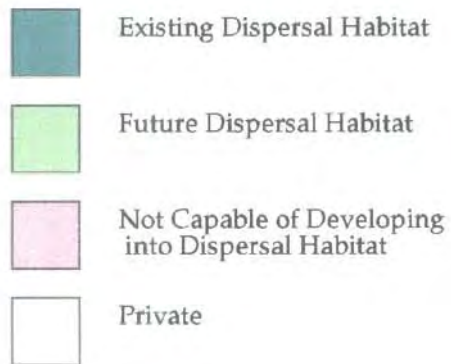 Existing Dispersal Habitat
Future Dispersal Habitat
Not Capable of Developing
into Dispersal Habitat
Private